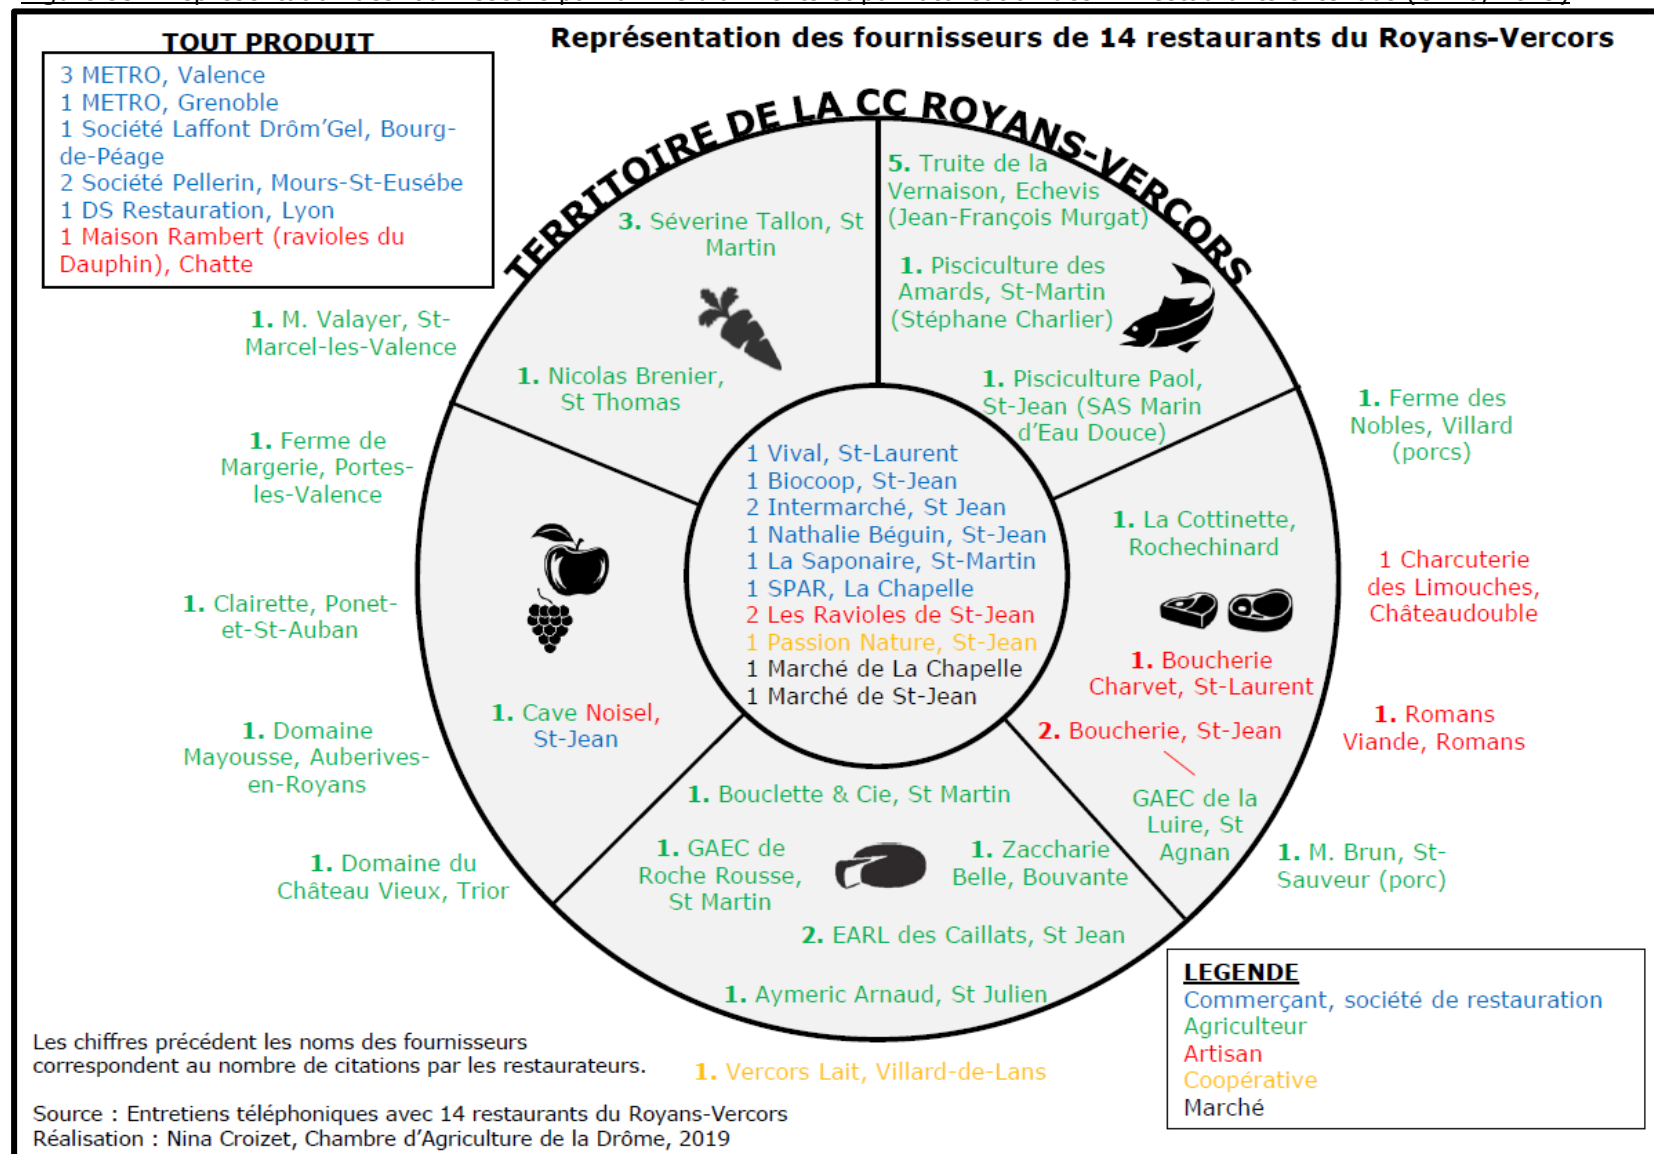 TOUT PRODUIT
3 METRO, Valence
1 METRO, Grenoble
1 Société Laffont Drôm'Gel, Bourg-
de-Péage
2 Société Pellerin, Mours-St-Eusébe
1 DS Restauration, Lyon
1 Maison Rambert (ravioles du
Dauphin), Chatte
Représentation des fournisseurs de 14 restaurants du Royans-Vercors
TERRITOIRE DE LA CC ROYANS-VERCORS
3. Séverine Tallon, St
Martin
1. Nicolas Brenier,
St Thomas
5. Truite de la
Vernaison, Echevis
(Jean-François Murgat)
1. Pisciculture des
Amards, St-Martin
(Stéphane Charlier)
1. Pisciculture Paol,
St-Jean (SAS Marin
d'Eau Douce)
1. M. Valayer, St-
Marcel-les-Valence
1. Ferme de
Margerie, Portes-
les-Valence
1. Clairette, Ponet-
et-St-Auban
1. Domaine
Mayousse, Auberives-
en-Royans
1. Domaine du
Château Vieux, Trior
1. Cave Noisel,
St-Jean
1 Vival, St-Laurent
1 Biocoop, St-Jean
2 Intermarché, St Jean
1 Nathalie Béguin, St-Jean
1 La Saponaire, St-Martin
1 SPAR, La Chapelle
2 Les Ravioles de St-Jean
1 Passion Nature, St-Jean
1 Marché de La Chapelle
1 Marché de St-Jean
1. La Cottinette,
Rochechinard
1. Boucherie
Charvet, St-Laurent
2. Boucherie, St-Jean
GAEC de la
Luire, St
Agnan
1. Ferme des
Nobles, Villard
(porcs)
1 Charcuterie
des Limouches,
Châteaudouble
1. Romans
Viande, Romans
1. M. Brun, St-
Sauveur (porc)
1. Bouclette & Cie, St Martin
1. GAEC de
Roche Rousse,
St Martin
1. Zaccharie
Belle, Bouvante
2. EARL des Caillats, St Jean
1. Aymeric Arnaud, St Julien
1. Vercors Lait, Villard-de-Lans
Les chiffres précédent les noms des fournisseurs
correspondent au nombre de citations par les restaurateurs.
Source : Entretiens téléphoniques avec 14 restaurants du Royans-Vercors
Réalisation : Nina Croizet, Chambre d'Agriculture de la Drôme, 2019
LEGENDE
Commerçant, société de restauration
Agriculteur
Artisan
Coopérative
Marché